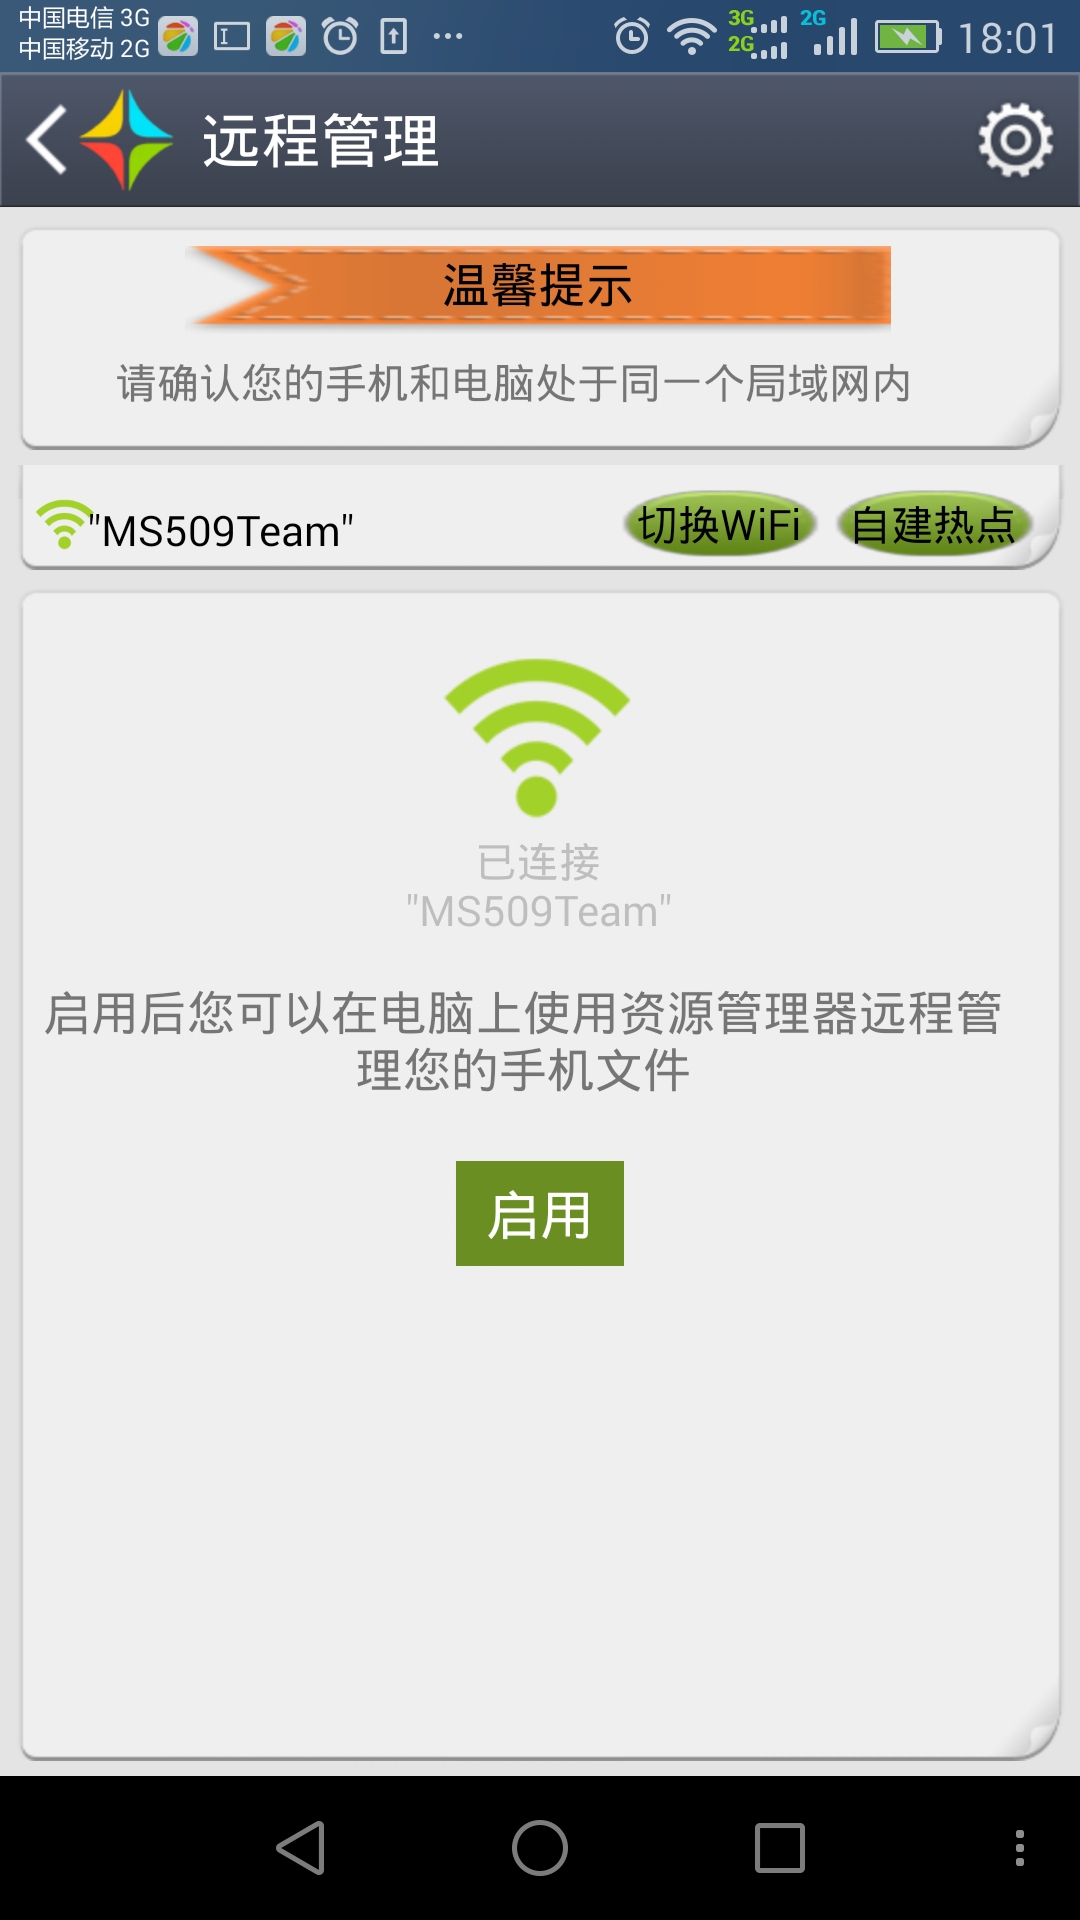 中国电信 3G
中国移动 2G
3G
2G
2G
18:01
远程管理
温馨提示
请确认您的手机和电脑处于同一个局域网内
"MS509Team"
切换WiFi
自建热点
已连接
"MS509Team"
启用后您可以在电脑上使用资源管理器远程管
理您的手机文件
启用